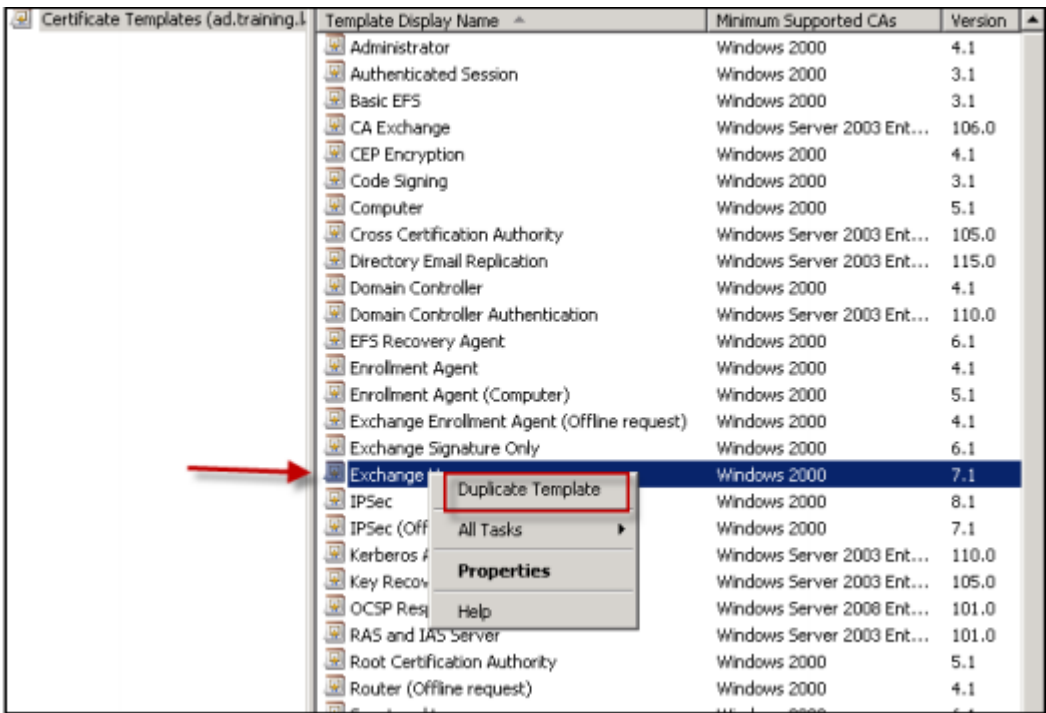 Certificate Templates (ad.training.l
Template Display Name Minimum Supported CAs Version
Administrator Windows 2000 4.1
Authenticated Session Windows 2000 3.1
Basic EFS Windows 2000 3.1
CA Exchange Windows Server 2003 Ent... 106.0
CEP Encryption Windows 2000 4.1
Code Signing Windows 2000 3.1
Computer Windows 2000 5.1
Cross Certification Authority Windows Server 2003 Ent... 105.0
Directory Email Replication Windows Server 2003 Ent... 115.0
Domain Controller Windows 2000 4.1
Domain Controller Authentication Windows Server 2003 Ent... 110.0
EFS Recovery Agent Windows 2000 6.1
Enrollment Agent Windows 2000 4.1
Enrollment Agent (Computer) Windows 2000 5.1
Exchange Enrollment Agent (Offline request) Windows 2000 4.1
Exchange Signature Only Windows 2000 6.1
Exchange Windows 2000 7.1
IPSec Windows 2000 8.1
IPSec (Off Windows 2000 7.1
Kerberos Windows Server 2003 Ent... 110.0
Key Recov Windows Server 2003 Ent... 105.0
OCSP Resp Windows Server 2008 Ent... 101.0
RAS and IAS Server Windows Server 2003 Ent... 101.0
Root Certification Authority Windows 2000 5.1
Router (Offline request) Windows 2000 4.1
Duplicate Template
All Tasks
Properties
Help